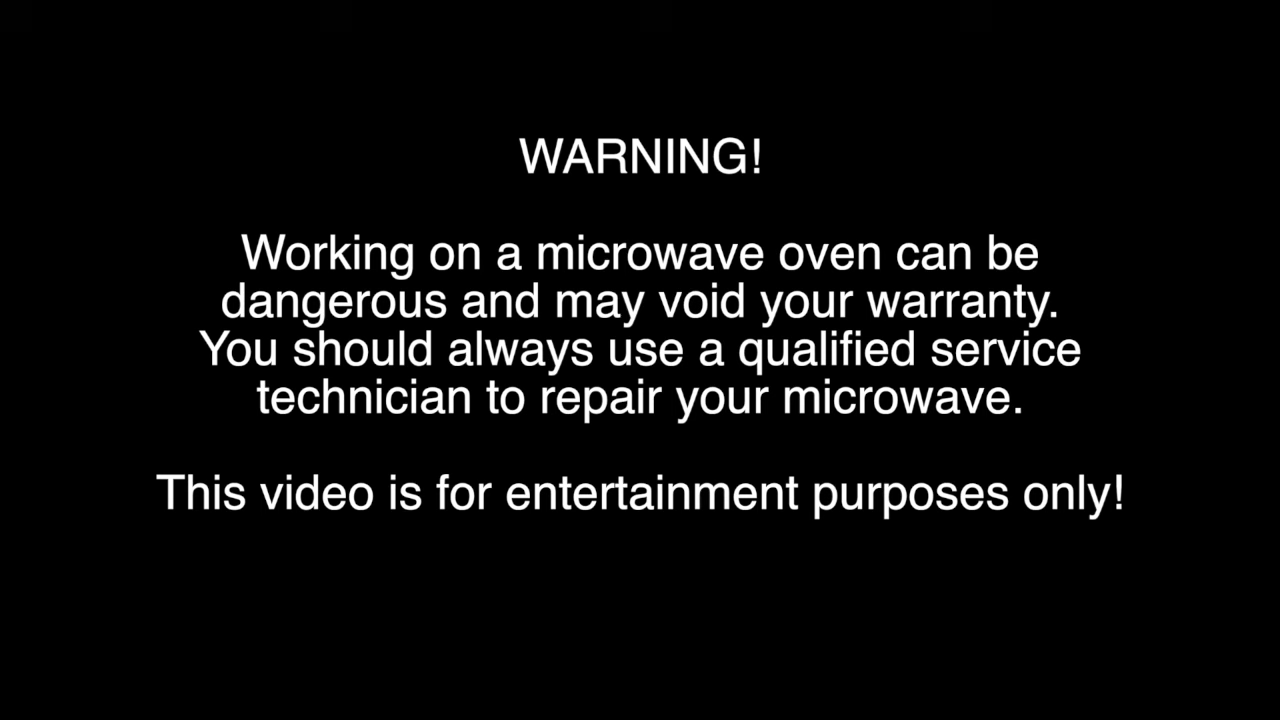 WARNING!
Working on a microwave oven can be
dangerous and may void your warranty.
You should always use a qualified service
technician to repair your microwave.
This video is for entertainment purposes only!